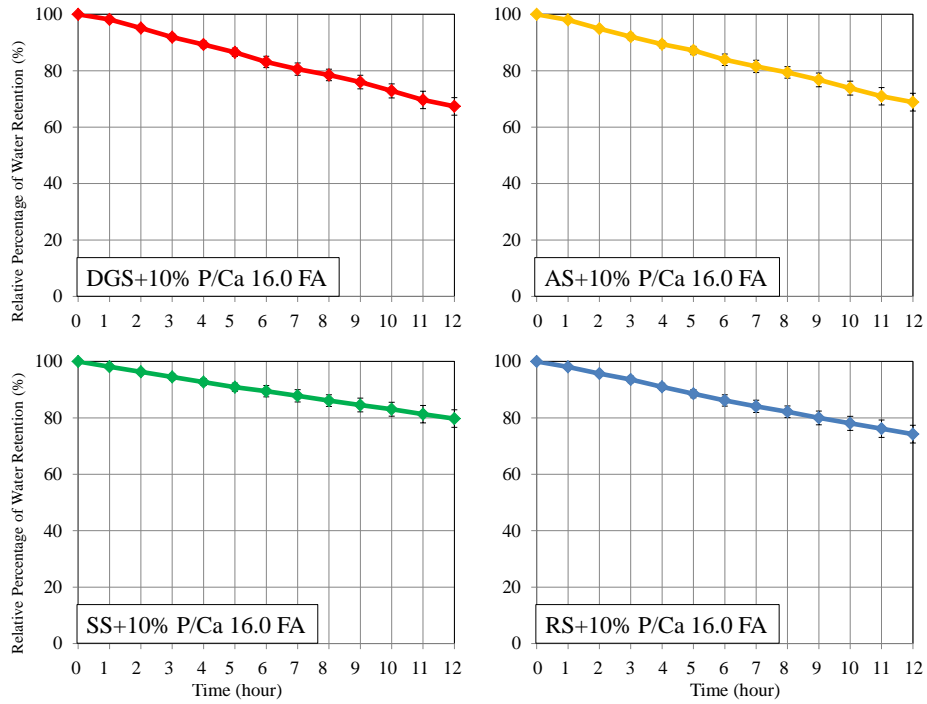 Relative Percentage of Water Retention (%)
100
80
60
40
20
0
DGS+10% P/Ca 16.0 FA
0 1 2 3 4 5 6 7 8 9 10 11 12
100
80
60
40
20
0
AS+10% P/Ca 16.0 FA
0 1 2 3 4 5 6 7 8 9 10 11 12
Relative Percentage of Water Retention (%)
100
80
60
40
20
0
SS+10% P/Ca 16.0 FA
0 1 2 3 4 5 6 7 8 9 10 11 12
Time (hour)
100
80
60
40
20
0
RS+10% P/Ca 16.0 FA
0 1 2 3 4 5 6 7 8 9 10 11 12
Time (hour)